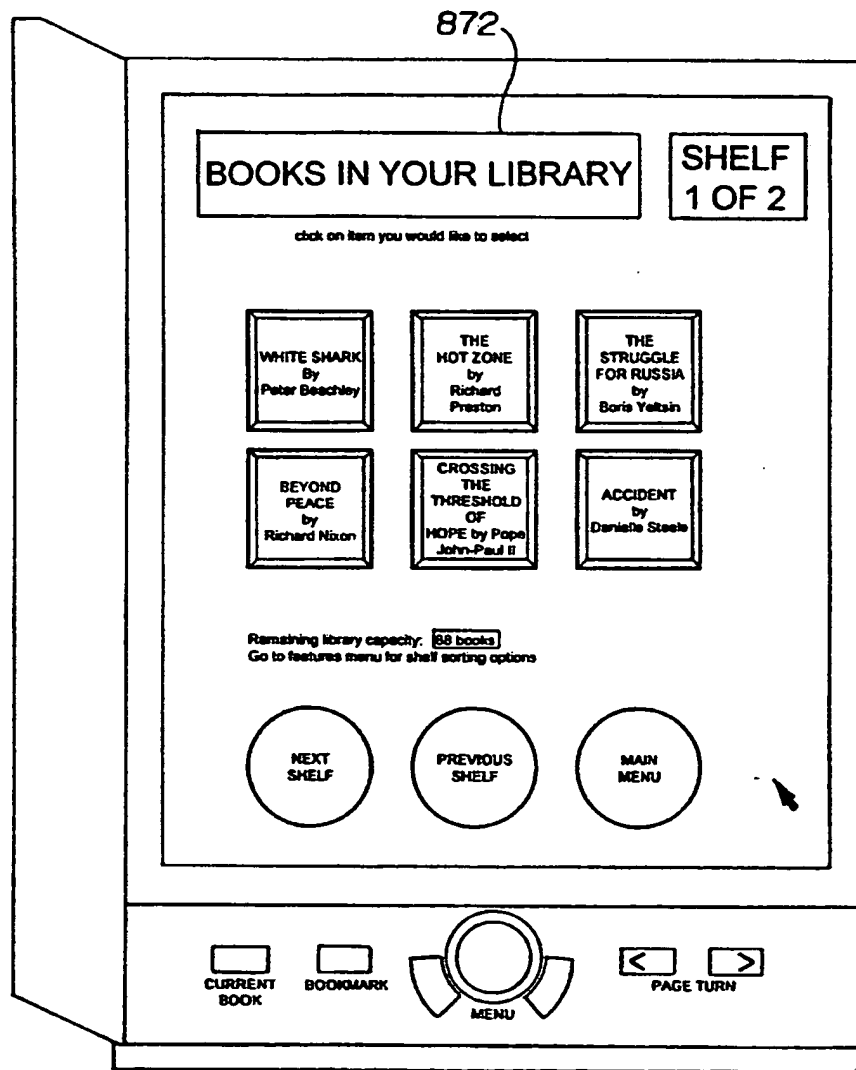 872
BOOKS IN YOUR LIBRARY
SHELF
1 OF 2
click on item you would like to select
WHITE SHARK
By
Peter Beachley
THE
HOT ZONE
by
Richard
Preston
THE
STRUGGLE
FOR RUSSIA
by
Boris Yeltsin
BEYOND
PEACE
by
Richard Nixon
CROSSING
THE
THRESHOLD
OF
HOPE by Pope
John-Paul II
ACCIDENT
by
Danielle Steele
Remaining library capacity: 88 books
Go to features menu for shelf sorting options
NEXT
SHELF
PREVIOUS
SHELF
MAIN
MENU
CURRENT
BOOK
BOOKMARK
MENU
< >
PAGE TURN